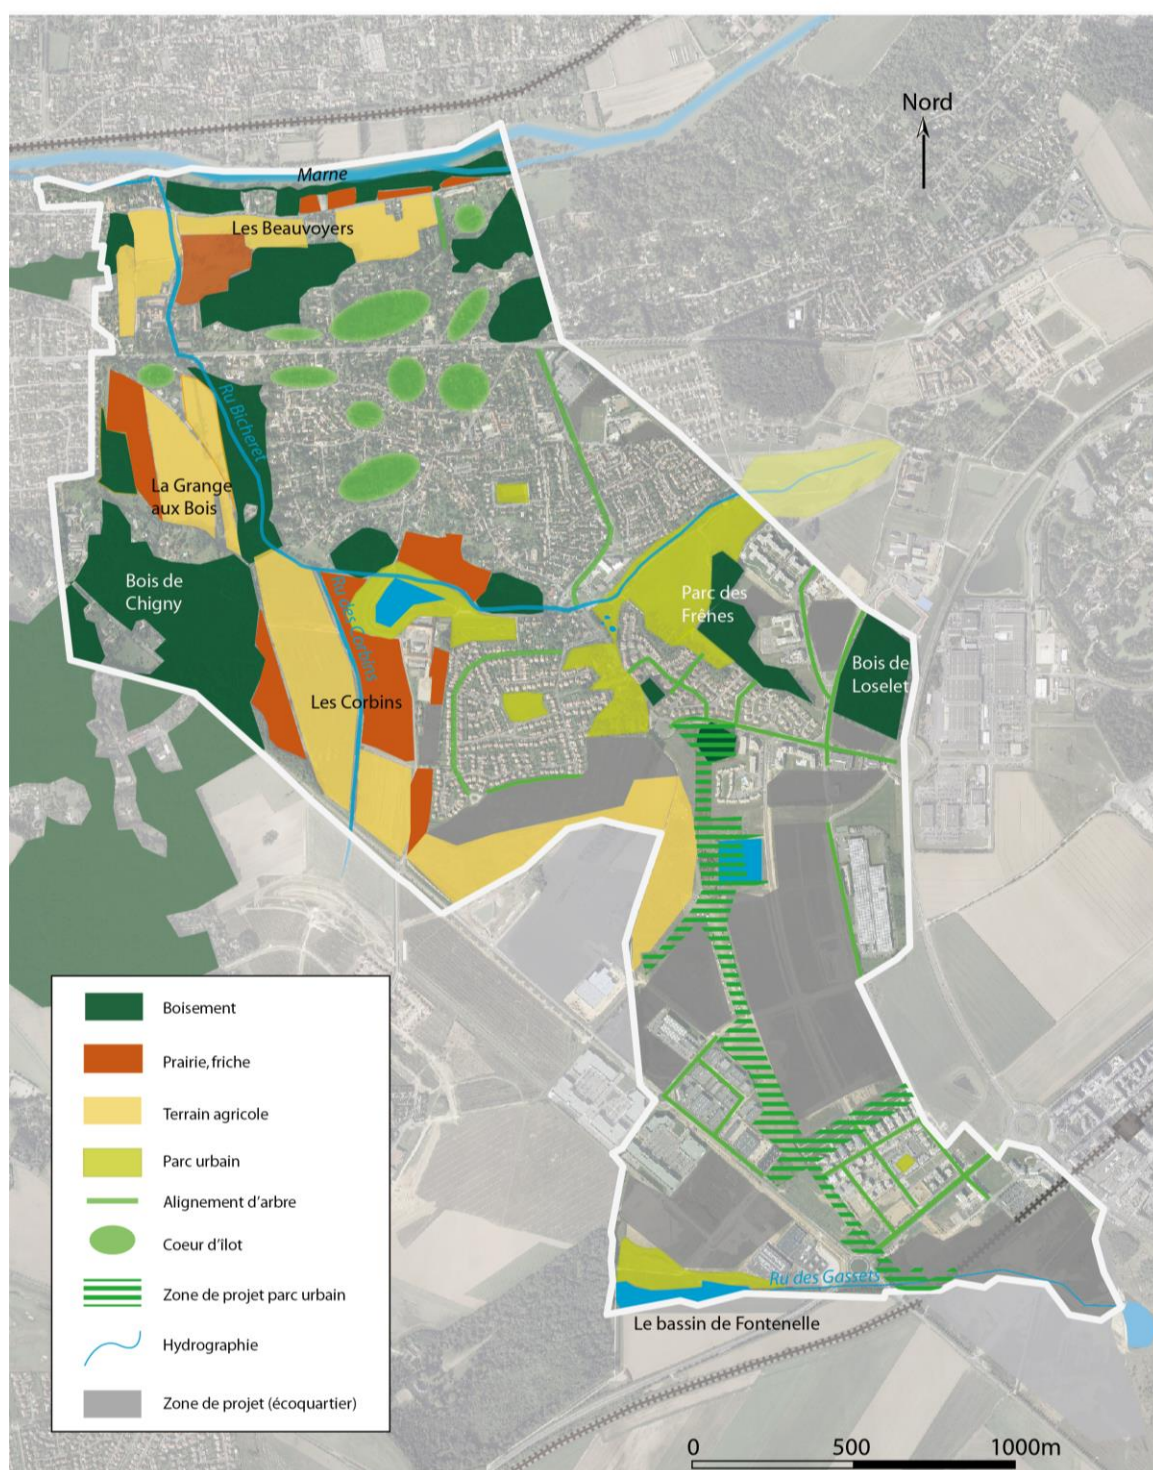 Nord
Marne
Les Beauvoyers
Ru Bicheret
La Grange
aux Bois
Bois de
Chigny
Ru des Corbins
Parc des
Frênes
Bois de
Loselet
Les Corbins
Boisement
Prairie, friche
Terrain agricole
Parc urbain
Alignement d'arbre
Coeur d'îlot
Zone de projet parc urbain
Hydrographie
Zone de projet (écoquartier)
Ru des Gassets
Le bassin de Fontenelle
0 500 1000m